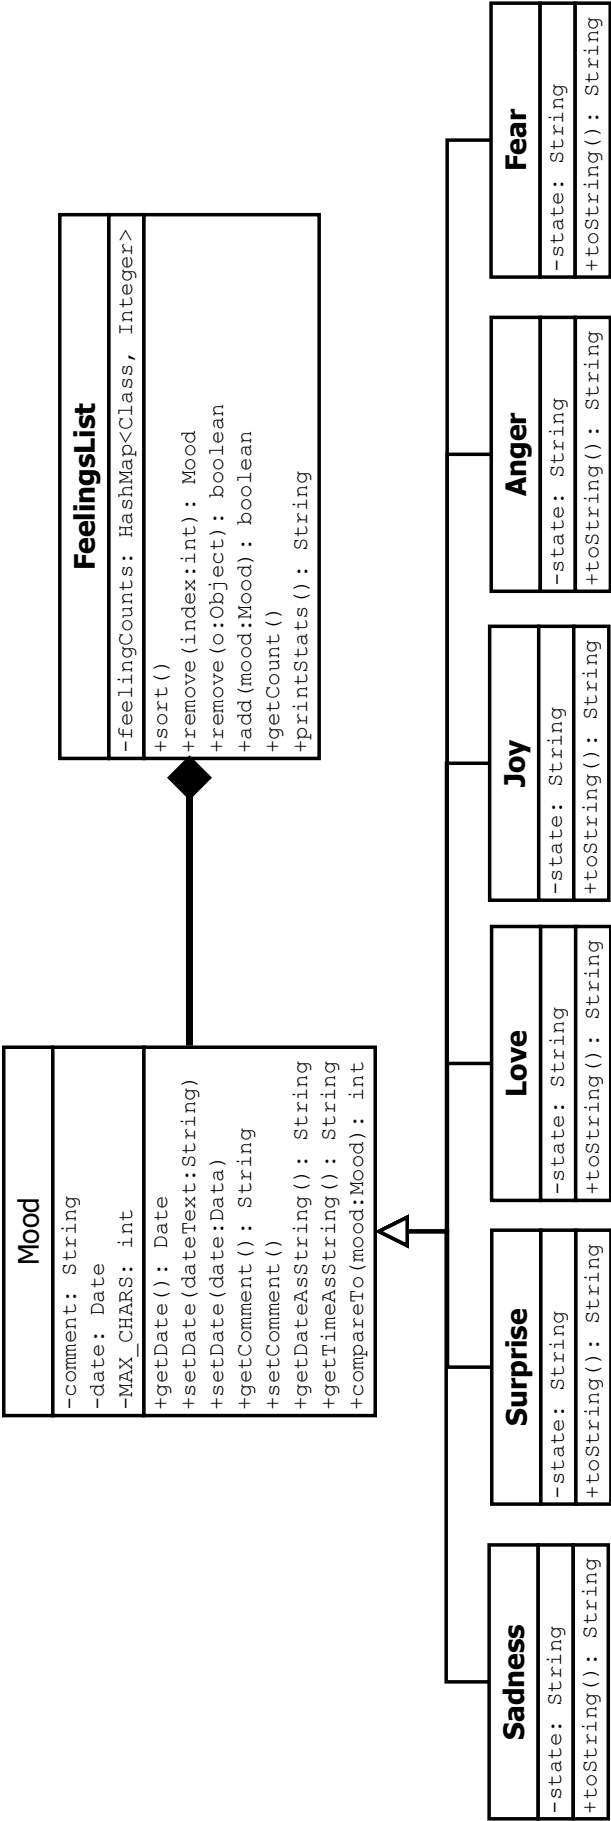 Mood
-comment: String
-date: Date
-MAX_CHARS: int
+getDate(): Date
+setDate(dateText:String)
+setDate(date:Data)
+getComment(): String
+setComment()
+getDateAsString(): String
+getTimeAsString(): String
+compareTo(mood:Mood): int
FeelingsList
-feelingCounts: HashMap<Class, Integer>
+sort()
+remove(index:int): Mood
+remove(o:Object): boolean
+add(mood:Mood): boolean
+getCount()
+printStats(): String
Sadness
-state: String
+toString(): String
Surprise
-state: String
+toString(): String
Love
-state: String
+toString(): String
Joy
-state: String
+toString(): String
Anger
-state: String
+toString(): String
Fear
-state: String
+toString(): String